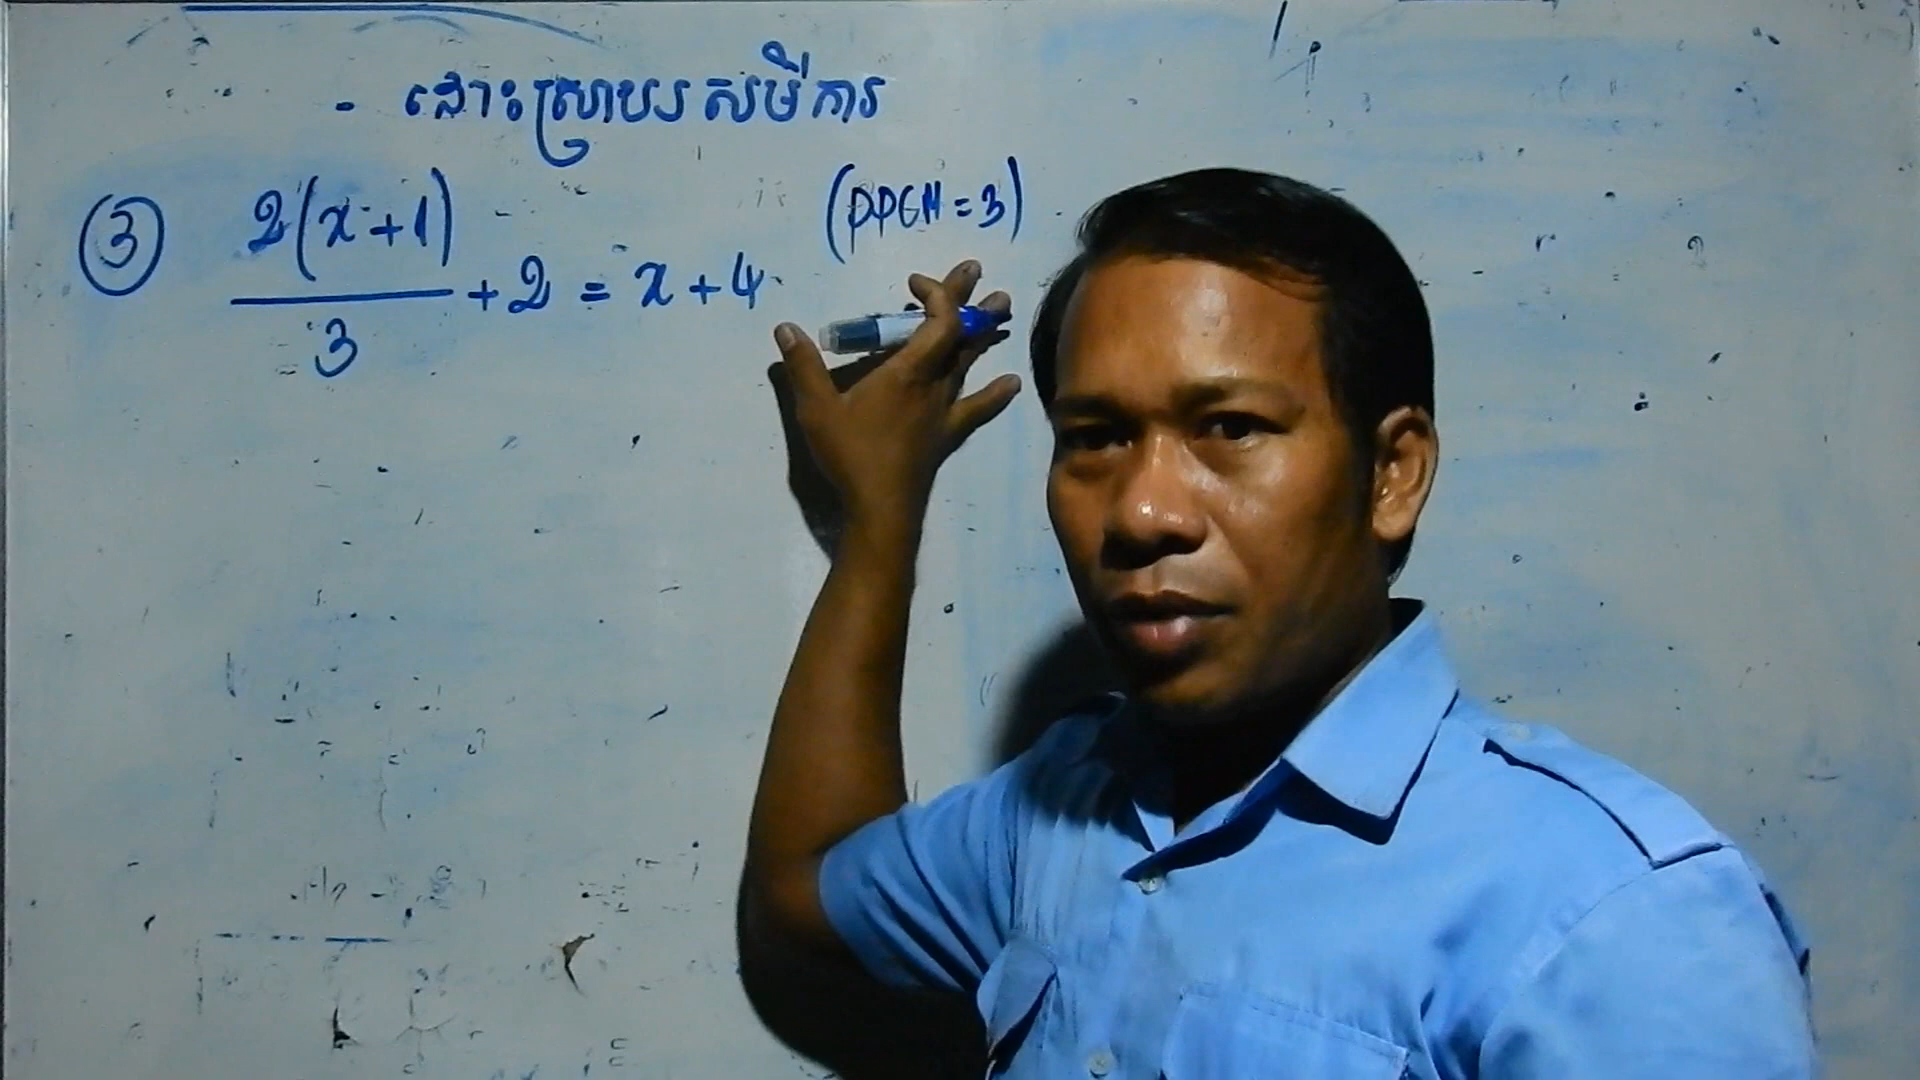 ដោះស្រាយសមីការ
③ 2(x+1)/3 + 2 = x + 4 (PPCM = 3)